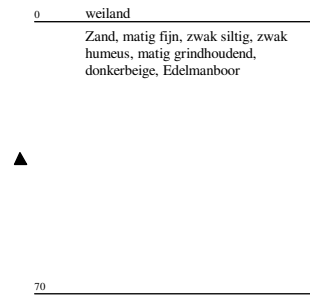 0 weiland
Zand, matig fijn, zwak siltig, zwak
humeus, matig grindhoudend,
donkerbeige, Edelmanboor
70